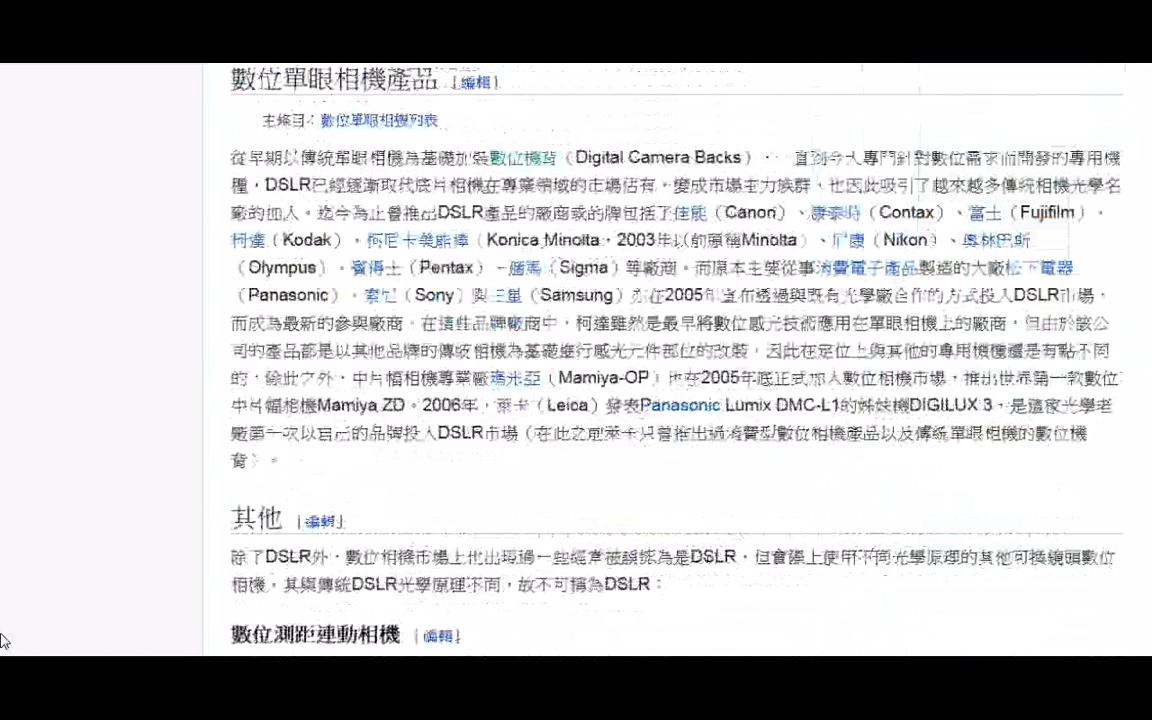 數位單眼相機產品 [編輯]
主條目：數位單眼相機列表
從早期以傳統單眼相機為基礎加裝數位機背（Digital Camera Backs），直到今天專門針對數位需求而開發的專用機
種，DSLR已經逐漸取代底片相機在專業領域的市場佔有，變成市場主力族群，也因此吸引了越來越多傳統相機光學名
廠的加入。迄今為止曾推出DSLR產品的廠商或品牌包括了佳能（Canon）、康泰時（Contax）、富士（Fujifilm）、
柯達（Kodak）、柯尼卡美能達（Konica Minolta，2003年以前原稱Minolta）、尼康（Nikon）、奧林巴斯
（Olympus）、賓得士（Pentax）、適馬（Sigma）等廠商。而原本主要從事消費電子產品製造的大廠松下電器
（Panasonic）、索尼（Sony）與三星（Samsung）亦在2005年宣布透過與既有光學廠合作的方式投入DSLR市場，
而成為最新的參與廠商。在這些品牌廠商中，柯達雖然是最早將數位感光技術應用在單眼相機上的廠商，但由於該公
司的產品都是以其他品牌的傳統相機為基礎進行感光元件部位的改裝，因此在定位上與其他的專用機種還是有點不同
的。除此之外，中片幅相機專業廠瑪米亞（Mamiya-OP）也在2005年底正式加入數位相機市場，推出世界第一款數位
中片幅相機Mamiya ZD。2006年，萊卡（Leica）發表Panasonic Lumix DMC-L1的姊妹機DIGILUX 3，是這家光學老
廠第一次以自己的品牌投入DSLR市場（在此之前萊卡只曾推出過消費型數位相機產品以及傳統單眼相機的數位機
背）。
其他 [編輯]
除了DSLR外，數位相機市場上也出現過一些經常被誤認為是DSLR，但實際上使用不同光學原理的其他可換鏡頭數位
相機，其與傳統DSLR光學原理不同，故不可稱為DSLR：
數位測距連動相機 [編輯]